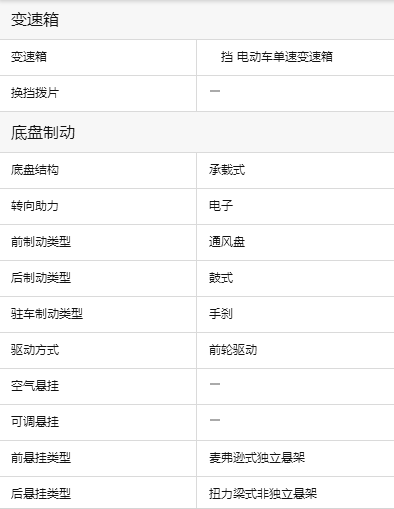 变速箱
变速箱 挡 电动车单速变速箱
换挡拨片 —
底盘制动
底盘结构 承载式
转向助力 电子
前制动类型 通风盘
后制动类型 鼓式
驻车制动类型 手刹
驱动方式 前轮驱动
空气悬挂 —
可调悬挂 —
前悬挂类型 麦弗逊式独立悬架
后悬挂类型 扭力梁式非独立悬架